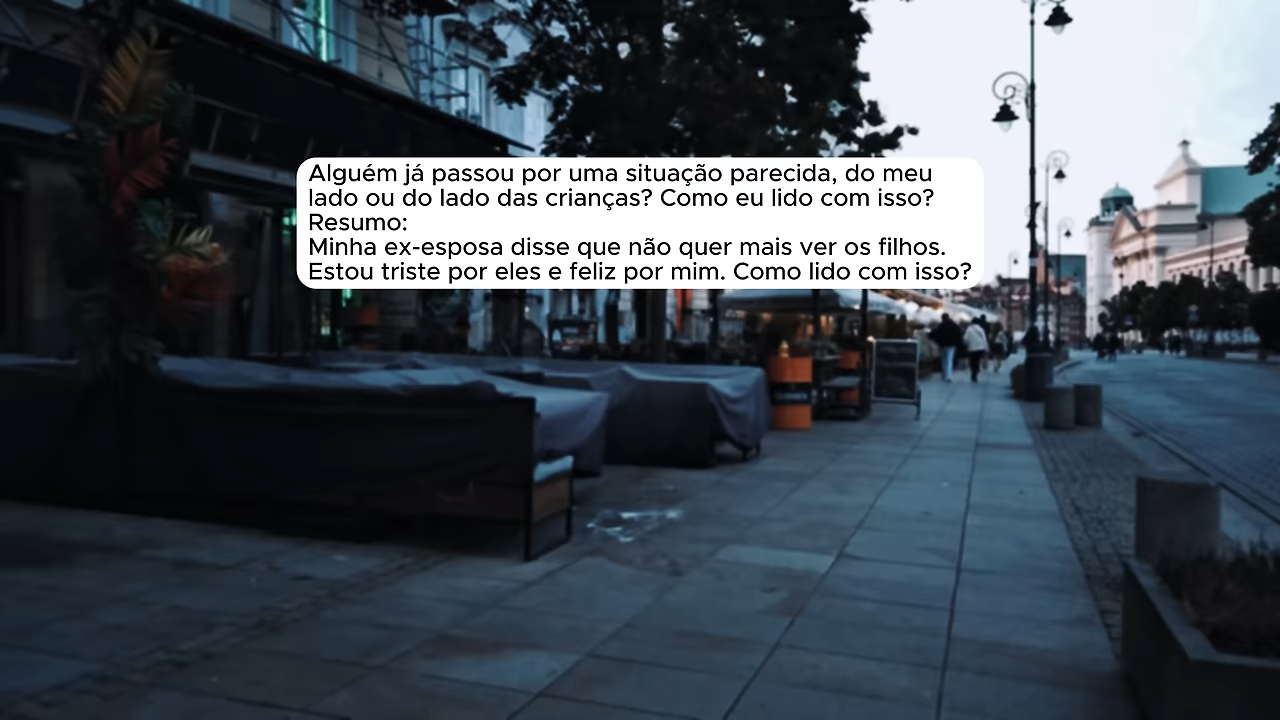 Alguém já passou por uma situação parecida, do meu
lado ou do lado das crianças? Como eu lido com isso?
Resumo:
Minha ex-esposa disse que não quer mais ver os filhos.
Estou triste por eles e feliz por mim. Como lido com isso?